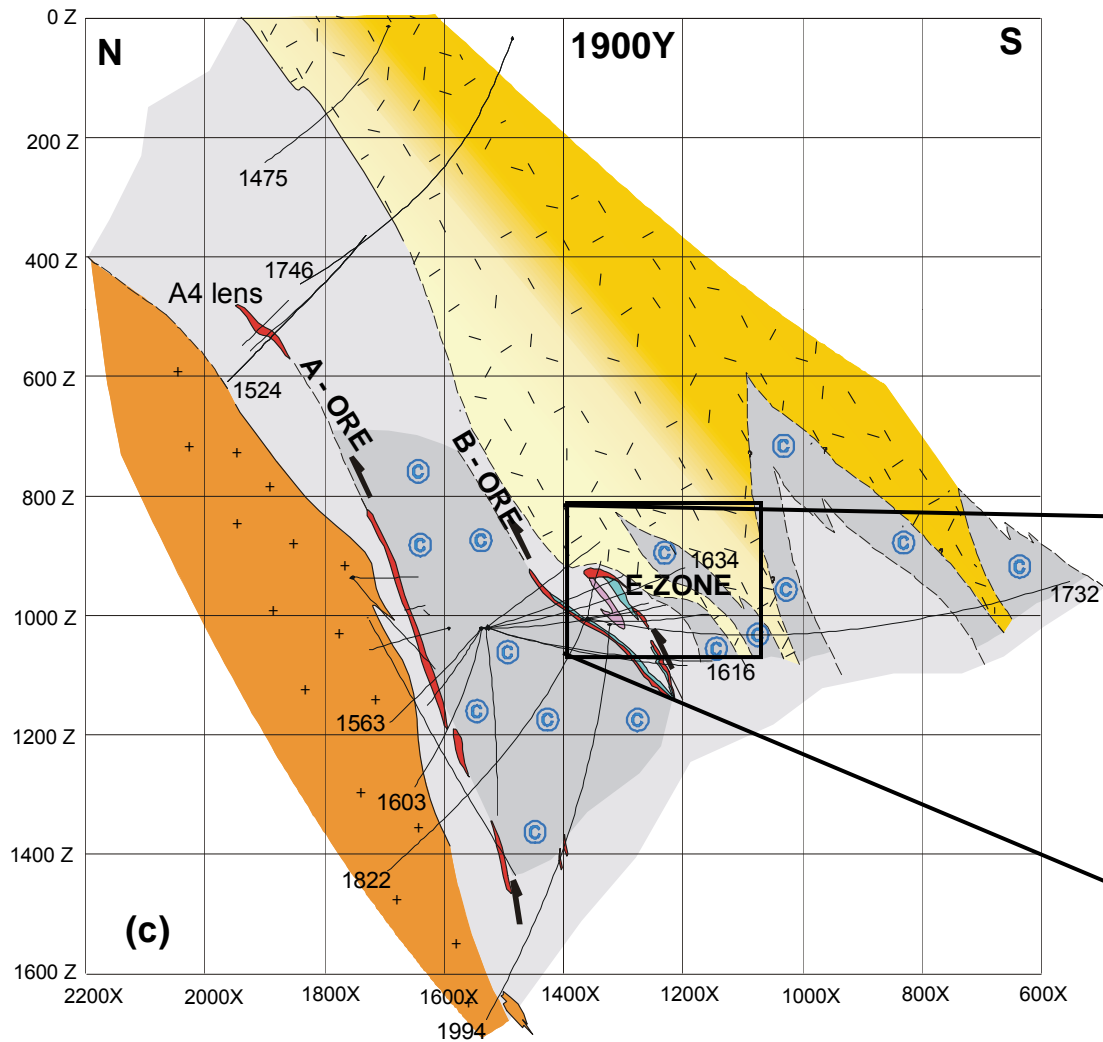 0 Z
N
1900Y
S
200 Z
1475
400 Z
1746
A4 lens
600 Z
1524
A - ORE
B - ORE
©
©
800 Z
©
©
©
©
1634
E-ZONE
©
©
1000 Z
1732
©
©
©
1616
1563
©
©
©
1200 Z
1603
©
1400 Z
1822
(c)
1600 Z
2200X
2000X
1800X
1600X
1400X
1200X
1000X
800X
600X
1994